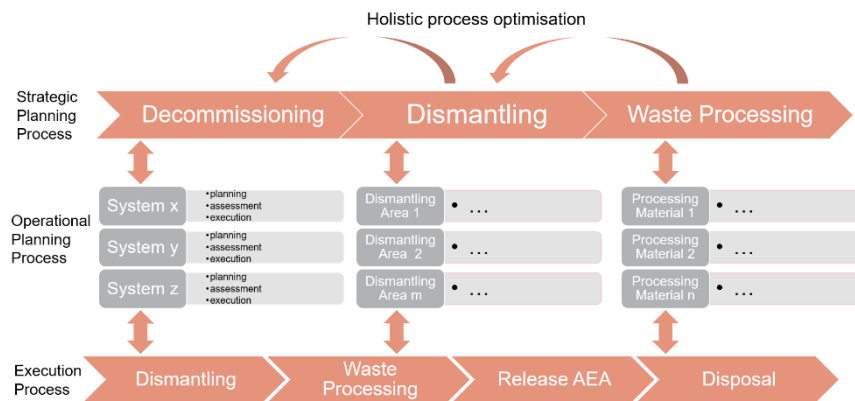 Holistic process optimisation
Strategic
Planning
Process
Decommissioning
Dismantling
Waste Processing
Operational
Planning
Process
System x
•planning
•assessment
•execution
System y
•planning
•assessment
•execution
System z
•planning
•assessment
•execution
Dismantling
Area 1
• ...
Dismantling
Area 2
• ...
Dismantling
Area m
• ...
Processing
Material 1
• ...
Processing
Material 2
• ...
Processing
Material n
• ...
Execution
Process
Dismantling
Waste
Processing
Release AEA
Disposal